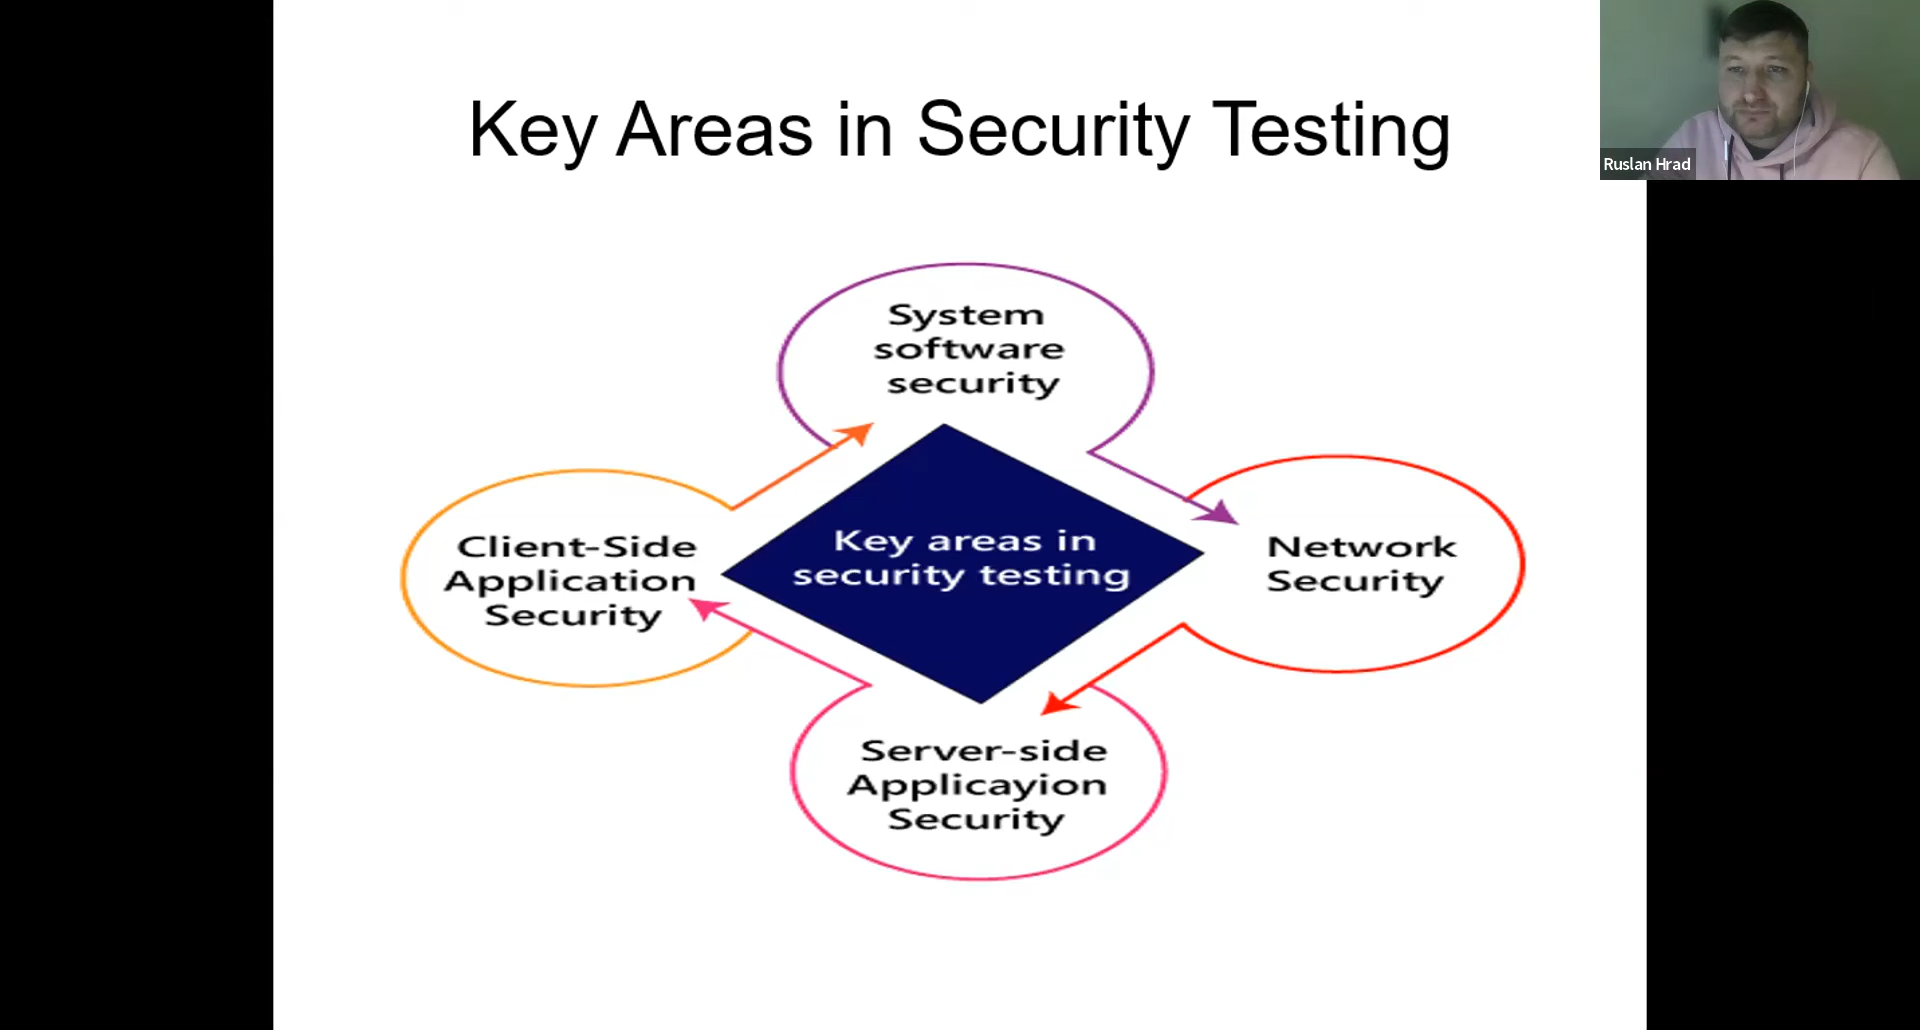 Key Areas in Security Testing
Ruslan Hrad
System
software
security
Client-Side
Application
Security
Key areas in
security testing
Network
Security
Server-side
Applicayion
Security